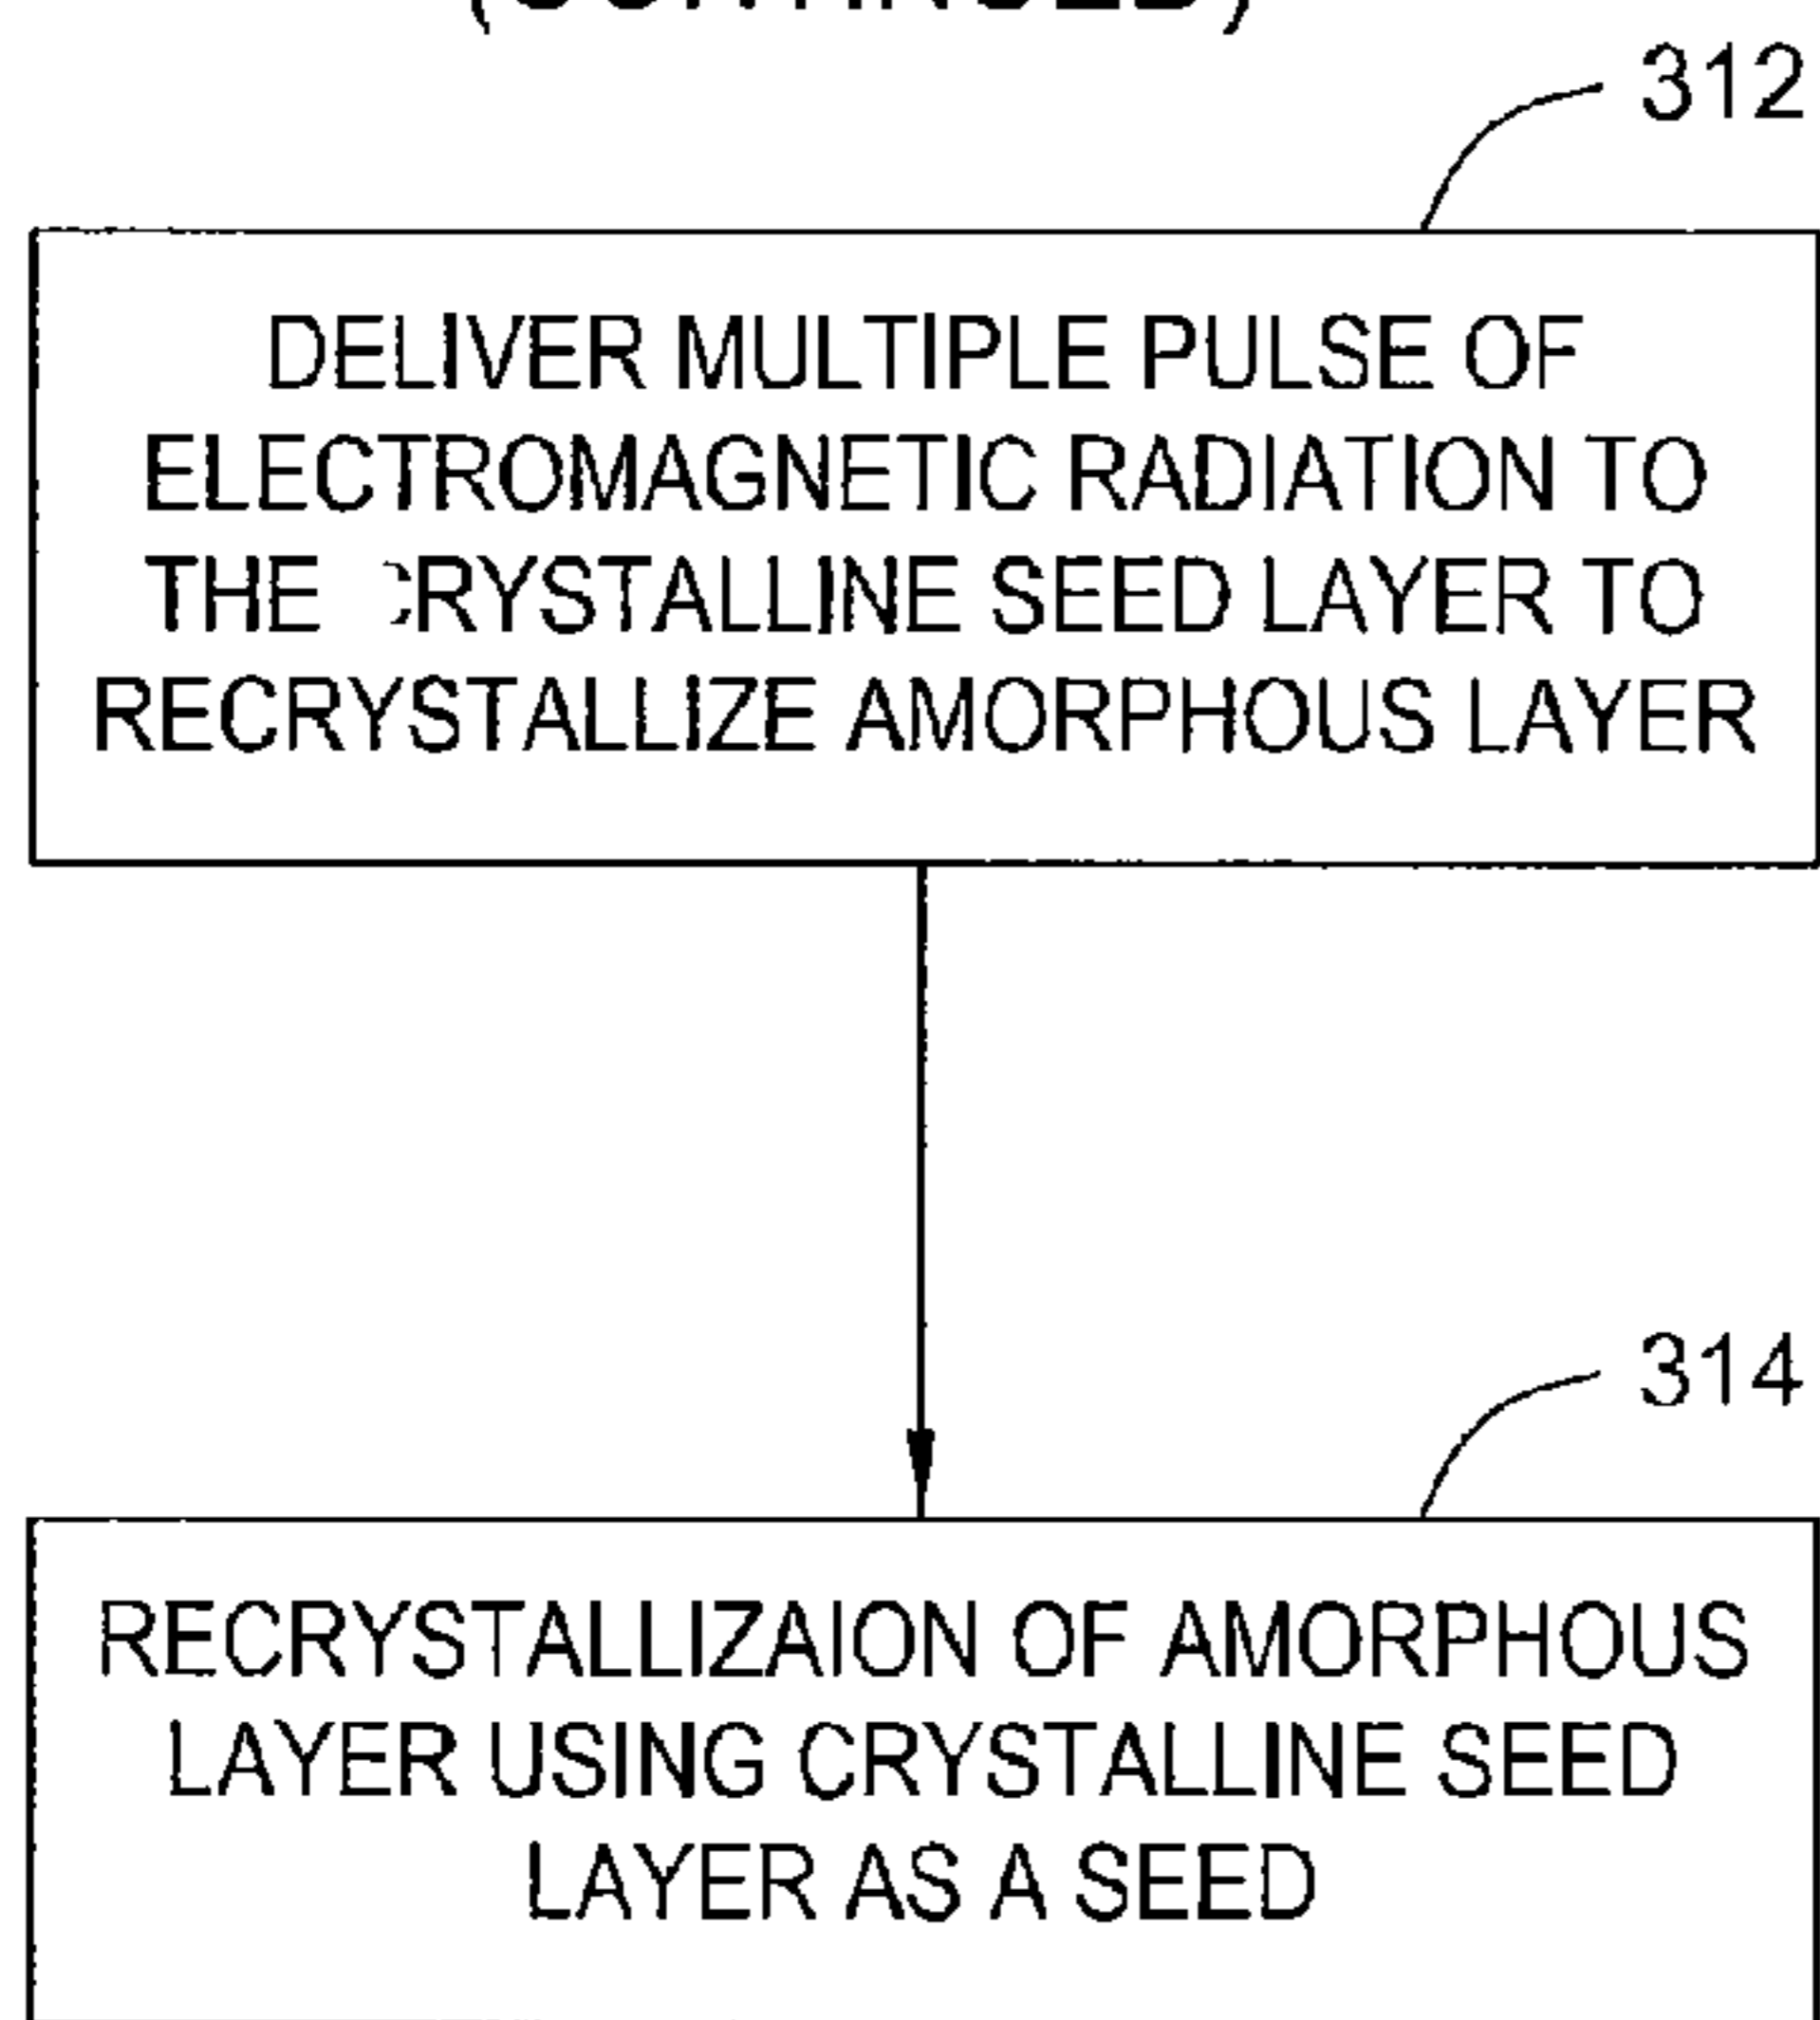 (CONTINUED)
312
DELIVER MULTIPLE PULSE OF
ELECTROMAGNETIC RADIATION TO
THE CRYSTALLINE SEED LAYER TO
RECRYSTALLIZE AMORPHOUS LAYER
314
RECRYSTALLIZAION OF AMORPHOUS
LAYER USING CRYSTALLINE SEED
LAYER AS A SEED